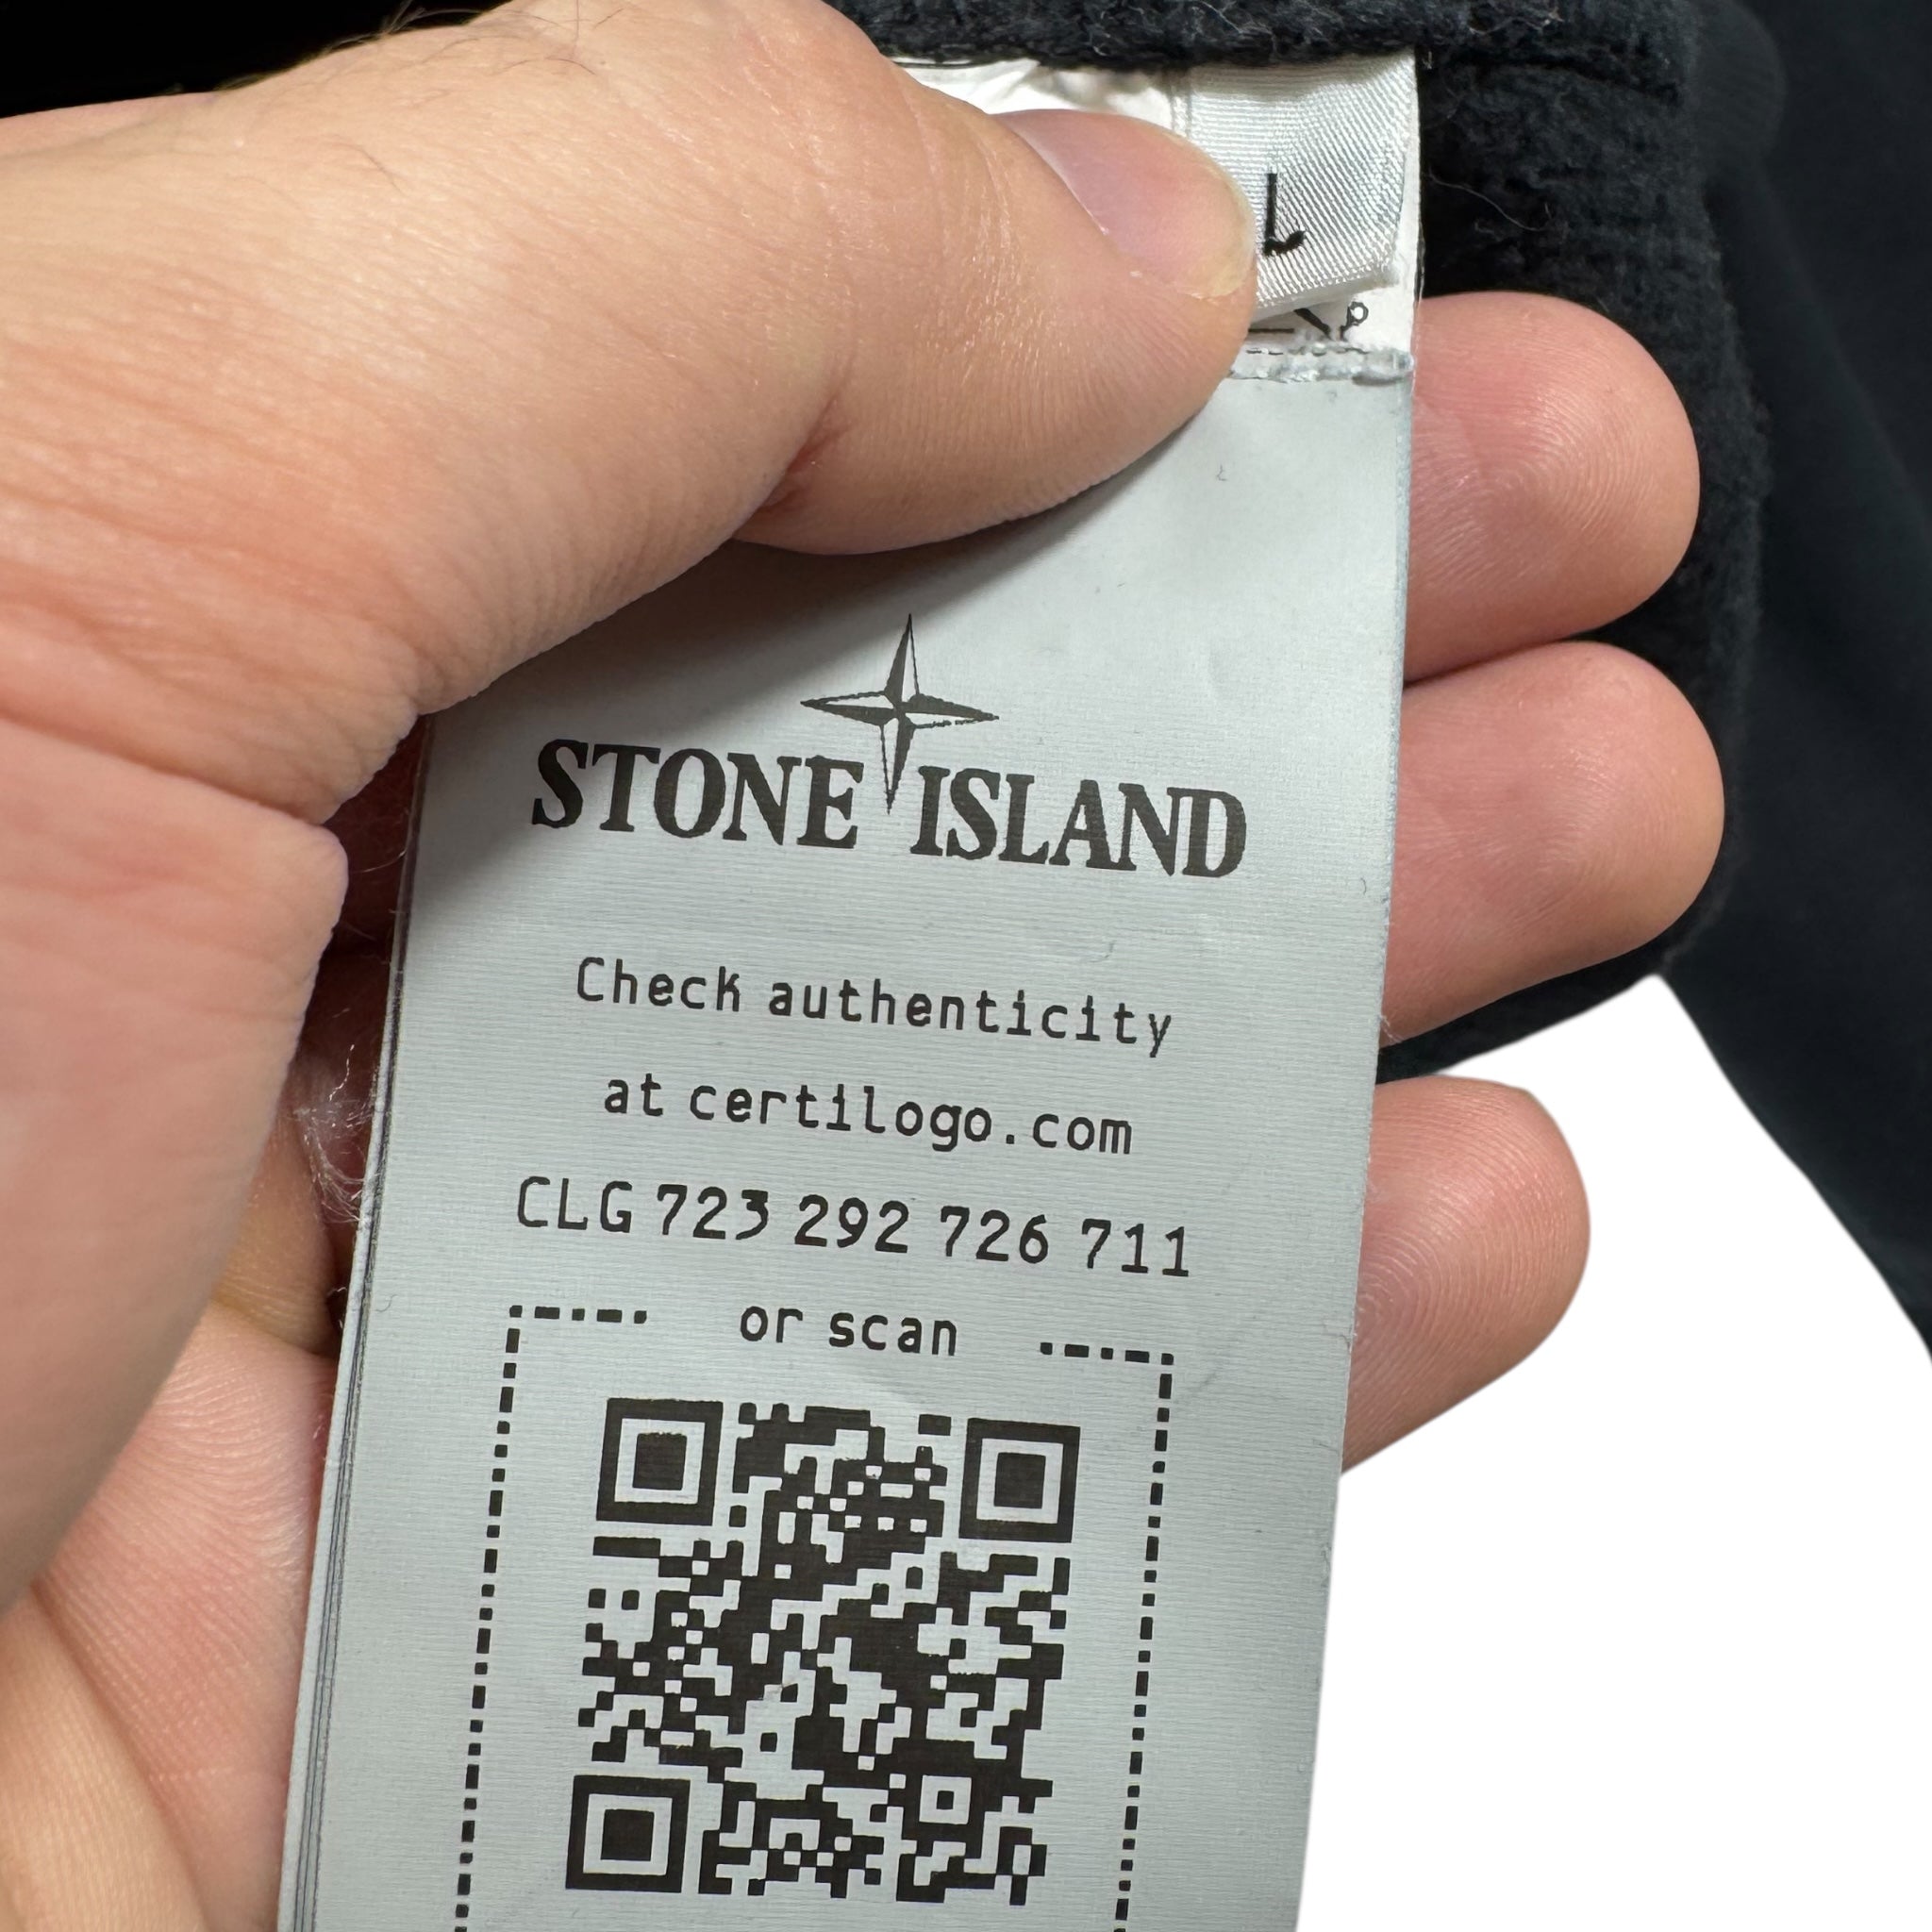 L
STONE ISLAND
Check authenticity
at certilogo.com
CLG 723 292 726 711
or scan